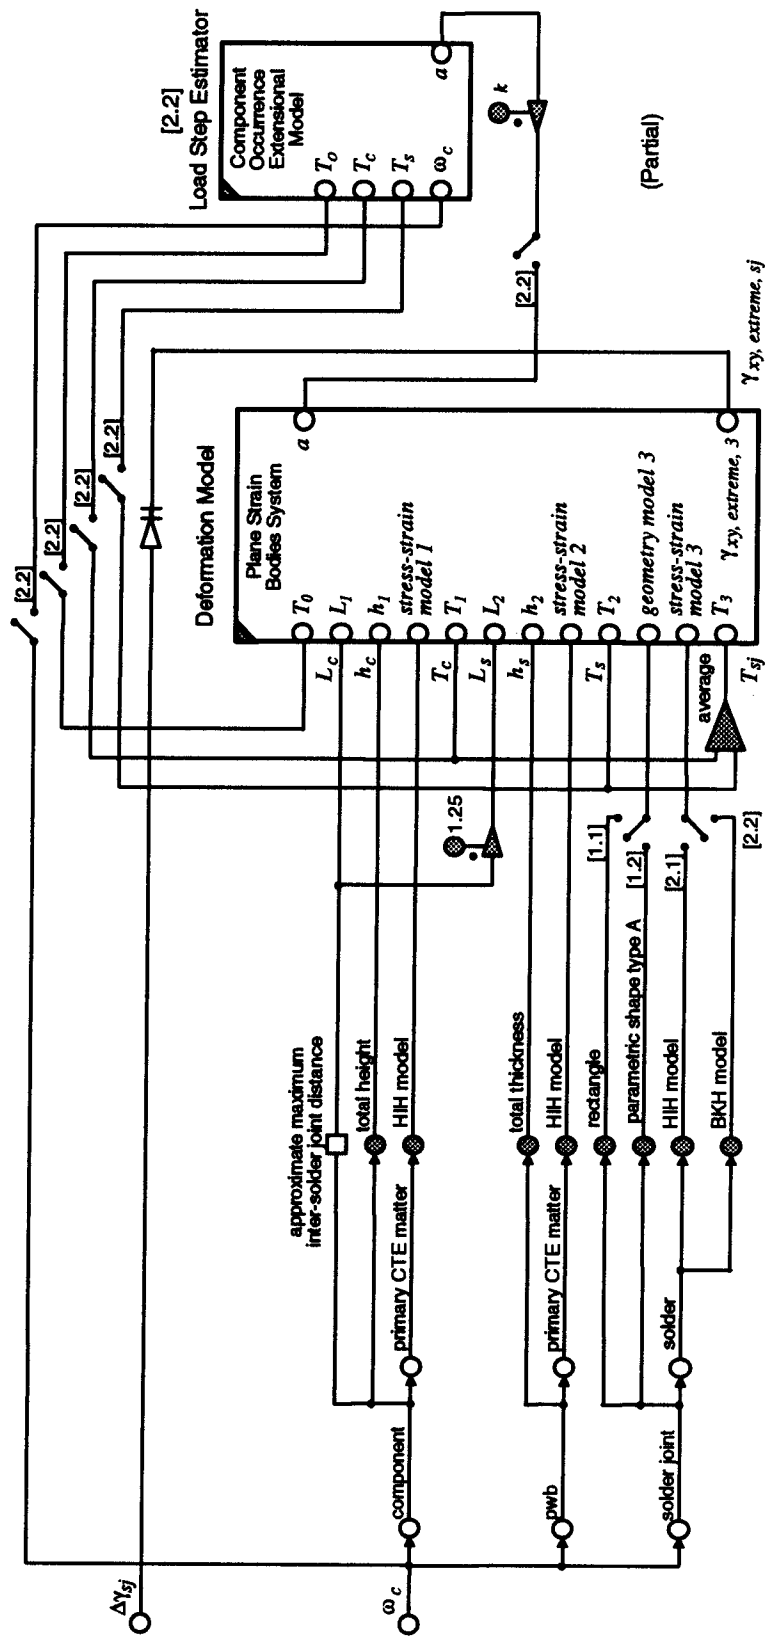 Δγsj
ωc
component
pwb
solder joint
primary CTE matter
primary CTE matter
solder
approximate maximum
inter-solder joint distance
total height
HIH model
total thickness
HIH model
rectangle
parametric shape type A
HIH model
BKH model
1.25
[1.1]
[1.2]
[2.1]
[2.2]
average
Lc
hc
Tc
Ls
hs
Ts
Tsj
Deformation Model
Plane Strain
Bodies System
T0
L1
h1
stress-strain
model 1
T1
L2
h2
stress-strain
model 2
T2
geometry model 3
stress-strain
model 3
T3
a
γxy, extreme, 3
γxy, extreme, sj
[2.2]
[2.2]
[2.2]
[2.2]
[2.2]
[2.2]
Load Step Estimator
Component
Occurrence
Extensional
Model
To
Tc
Ts
ωc
a
k
(Partial)